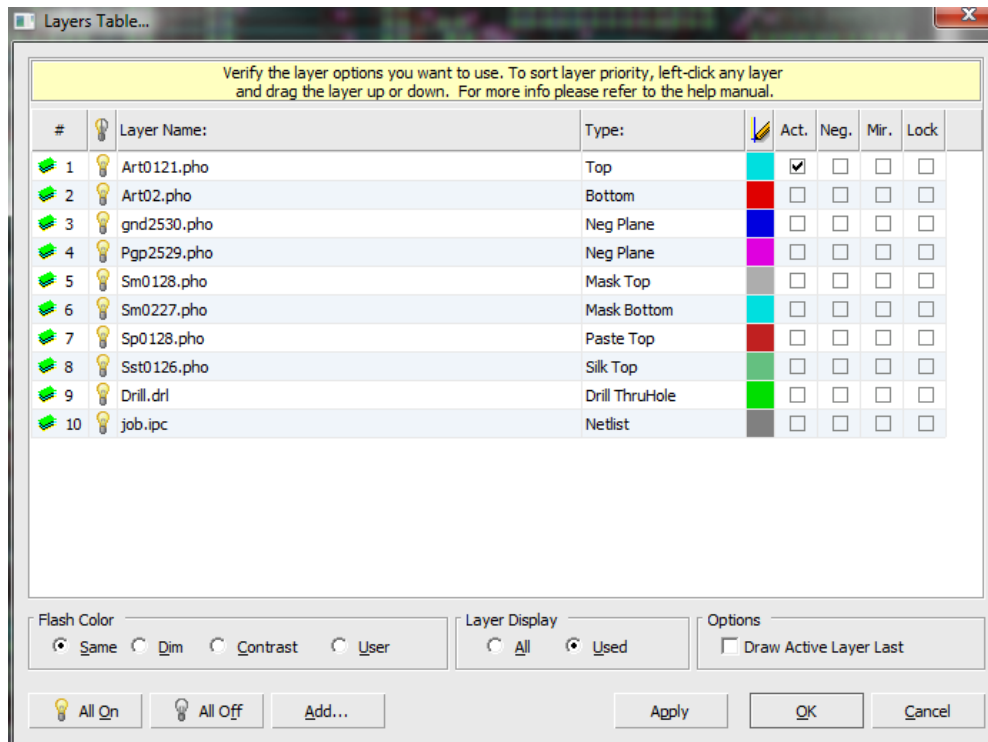 Layers Table...
Verify the layer options you want to use. To sort layer priority, left-click any layer
and drag the layer up or down. For more info please refer to the help manual.
# Layer Name: Type: Act. Neg. Mir. Lock
1 Art0121.pho Top
2 Art02.pho Bottom
3 gnd2530.pho Neg Plane
4 Pgp2529.pho Neg Plane
5 Sm0128.pho Mask Top
6 Sm0227.pho Mask Bottom
7 Sp0128.pho Paste Top
8 Sst0126.pho Silk Top
9 Drill.drl Drill ThruHole
10 job.ipc Netlist
Flash Color Layer Display Options
Same Dim Contrast User All Used Draw Active Layer Last
All On All Off Add... Apply OK Cancel